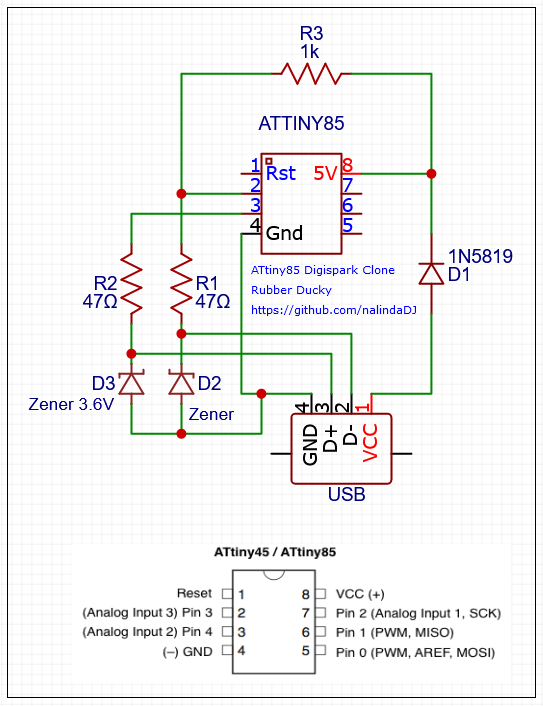 R3
1k
ATTINY85
1 Rst 5V 8
2 7
3 6
4 Gnd 5
1N5819
D1
R2
47Ω
R1
47Ω
ATtiny85 Digispark Clone
Rubber Ducky
https://github.com/nalindaDJ
D3
Zener 3.6V
D2
Zener
4 3 2 1
GND D+ D- VCC
USB
ATtiny45 / ATtiny85
Reset 1 8 VCC (+)
(Analog Input 3) Pin 3 2 7 Pin 2 (Analog Input 1, SCK)
(Analog Input 2) Pin 4 3 6 Pin 1 (PWM, MISO)
(–) GND 4 5 Pin 0 (PWM, AREF, MOSI)